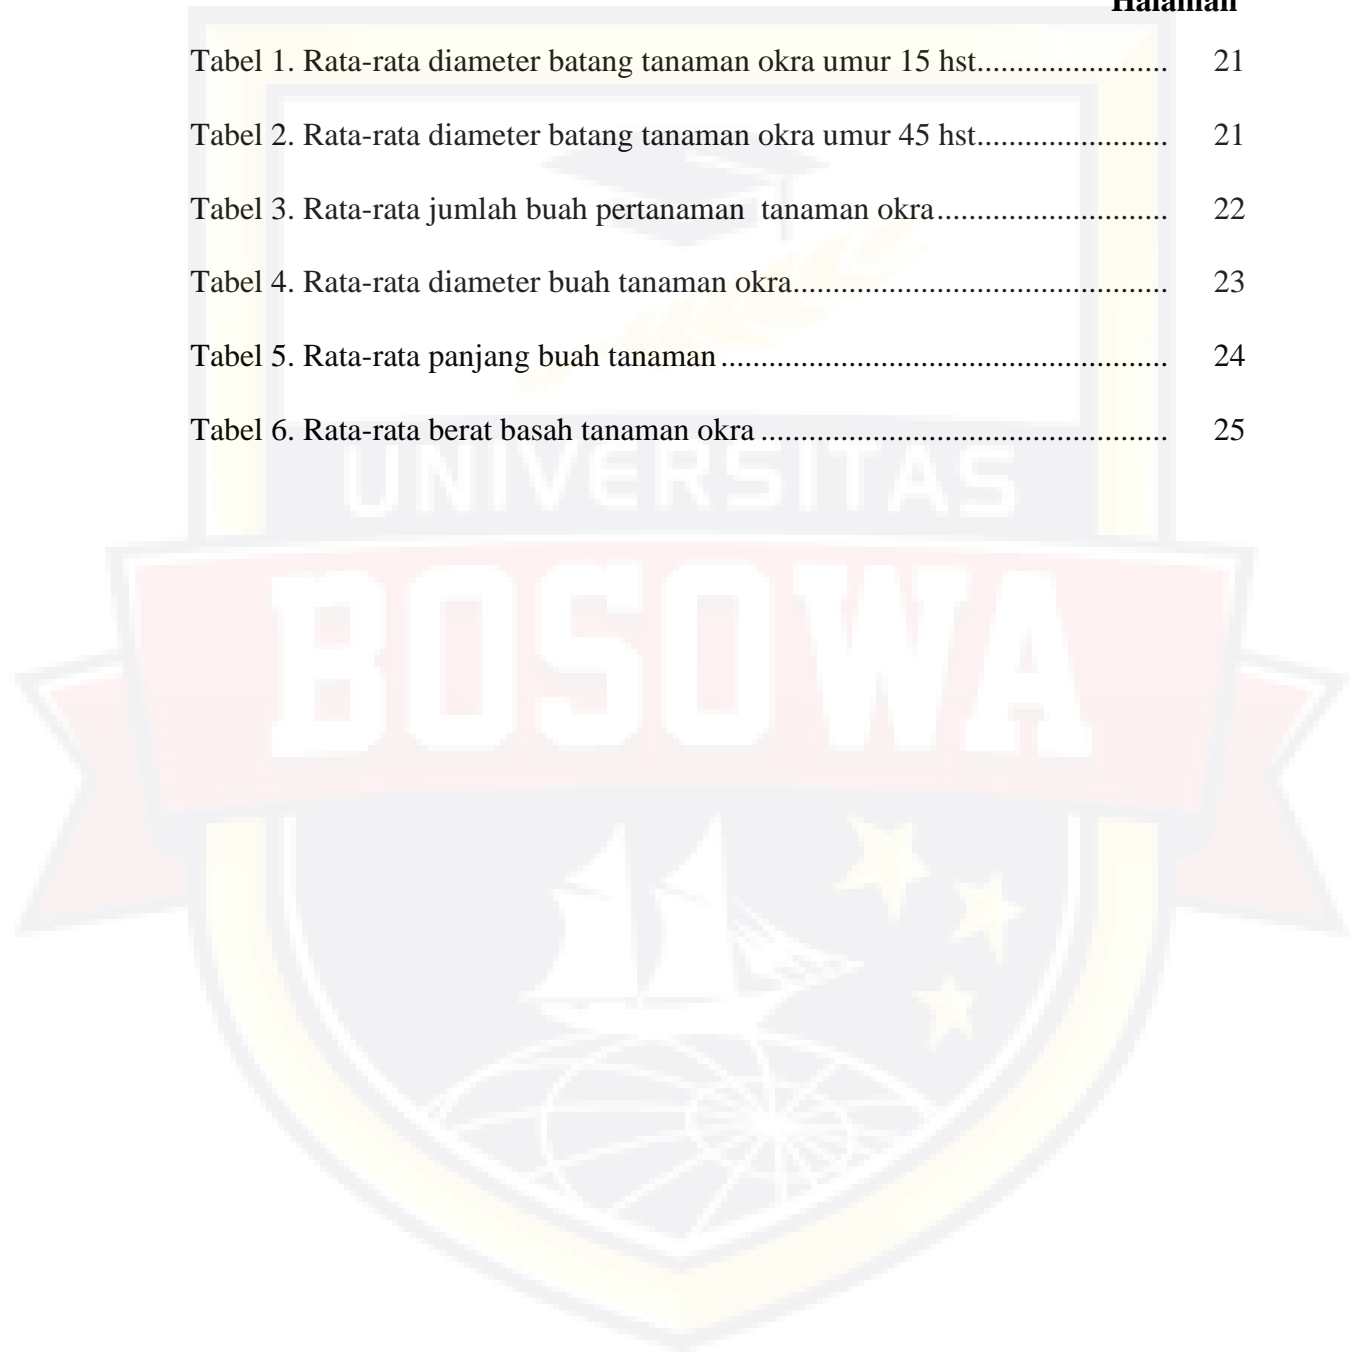 Halaman
Tabel 1. Rata-rata diameter batang tanaman okra umur 15 hst........................ 21
Tabel 2. Rata-rata diameter batang tanaman okra umur 45 hst........................ 21
Tabel 3. Rata-rata jumlah buah pertanaman  tanaman okra............................. 22
Tabel 4. Rata-rata diameter buah tanaman okra............................................... 23
Tabel 5. Rata-rata panjang buah tanaman........................................................ 24
Tabel 6. Rata-rata berat basah tanaman okra ................................................... 25
UNIVERSITAS
BOSOWA